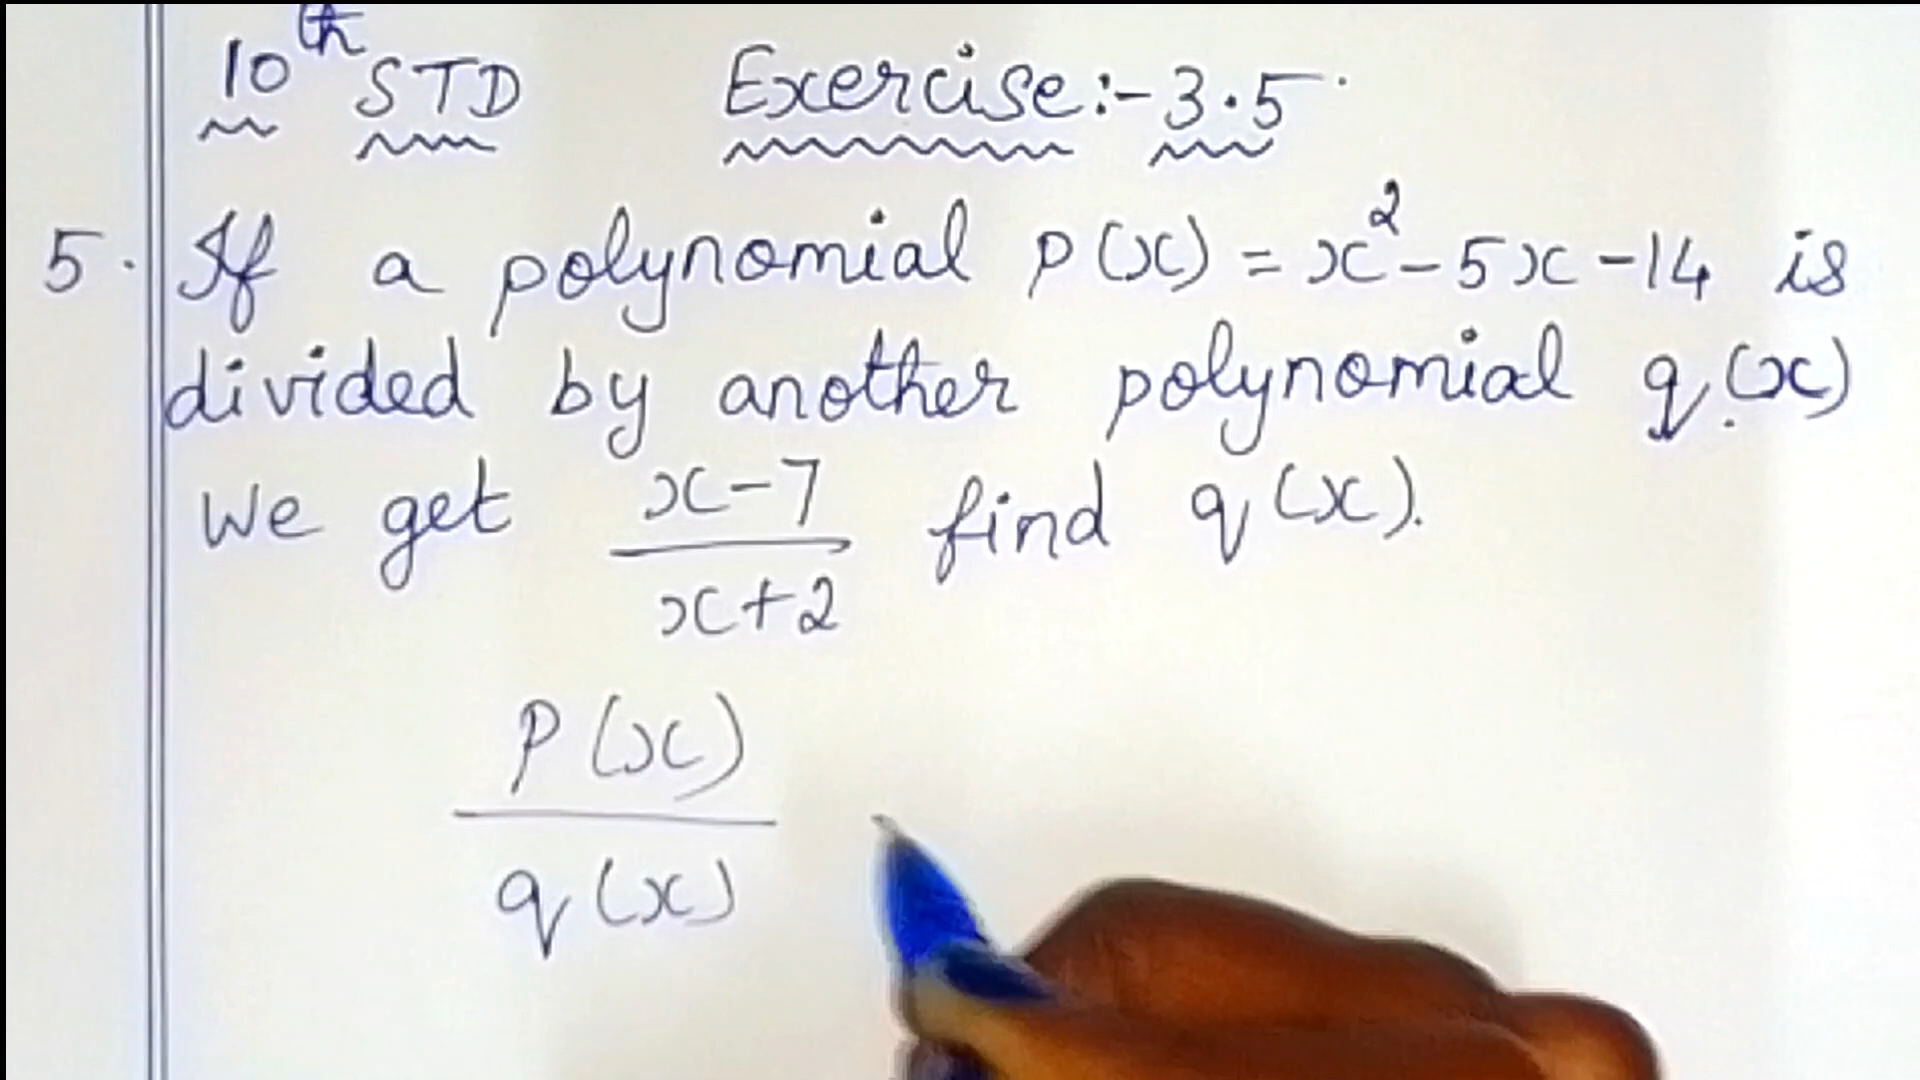 10th STD Exercise:- 3.5
5. If a polynomial p(x) = x² - 5x - 14 is
divided by another polynomial q(x)
We get x-7 / x+2 find q(x).
P(x)
q(x)